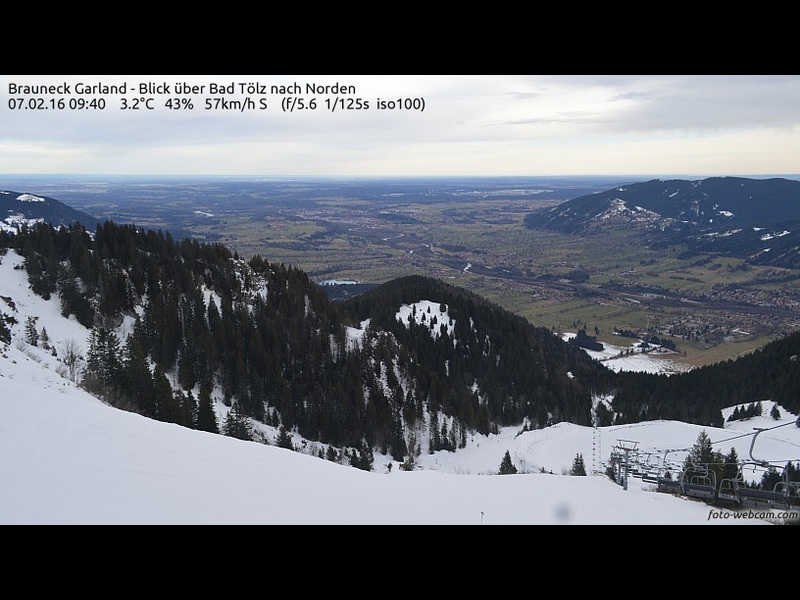 Brauneck Garland - Blick über Bad Tölz nach Norden
07.02.16 09:40 3.2°C 43% 57km/h S (f/5.6 1/125s iso100)
foto-webcam.com